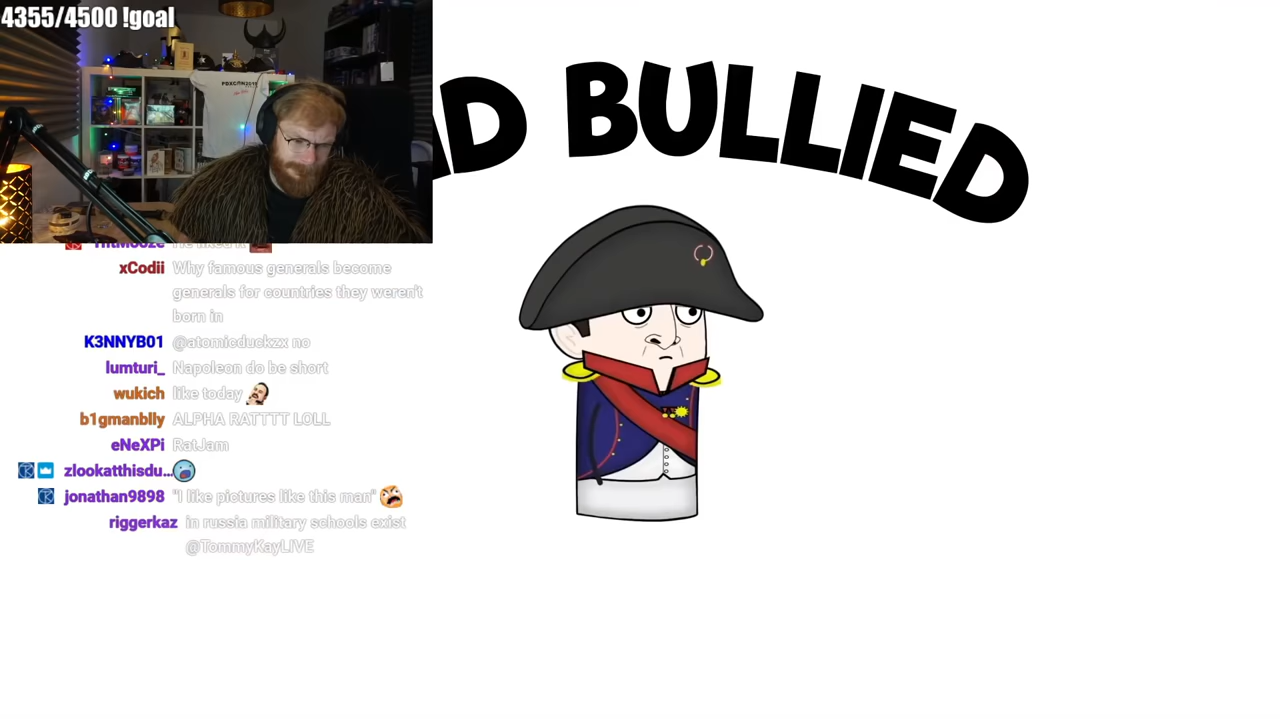 4355/4500 !goal
PDXCON2019
BULLIED
xCodii Why famous generals become
generals for countries they weren't
born in
K3NNYB01 @atomicduckzx no
lumturi_ Napoleon do be short
wukich like today
b1gmanblly ALPHA RATTTT LOLL
eNeXPi RatJam
zlookatthisdu...
jonathan9898 "I like pictures like this man"
riggerkaz in russia military schools exist
@TommyKayLIVE